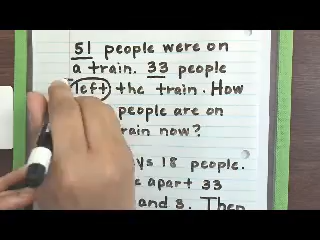 51 people were on
a train. 33 people
left the train. How
people are on
train now?
ys 18 people.
apart 33
and 8. Then